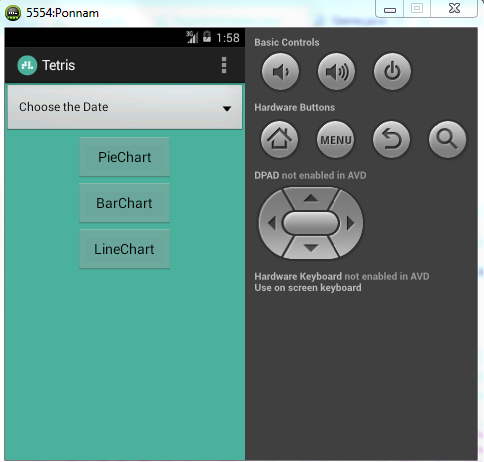 5554:Ponnam
3G 1:58
Tetris
Choose the Date
PieChart
BarChart
LineChart
Basic Controls
Hardware Buttons
MENU
DPAD not enabled in AVD
Hardware Keyboard not enabled in AVD
Use on screen keyboard